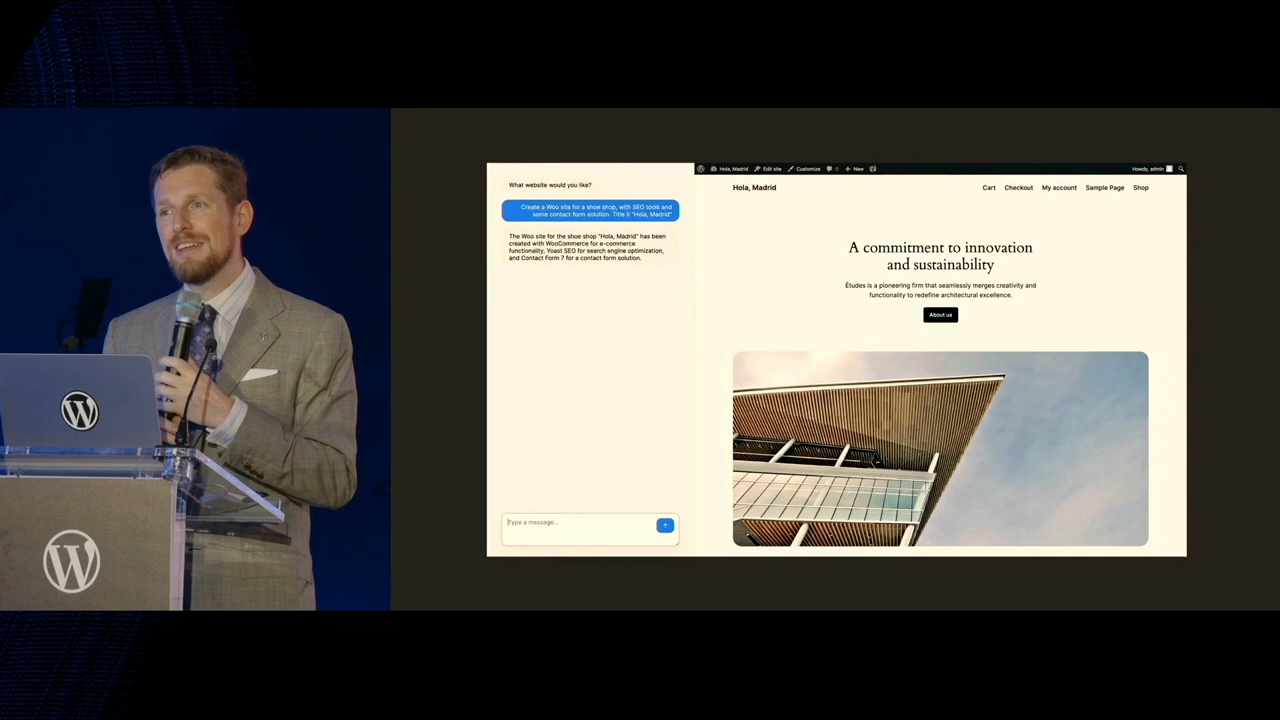 What website would you like?
Create a Woo site for a shoe shop, with SEO tools and
some contact form solution. Title it "Hola, Madrid"
The Woo site for the shoe shop "Hola, Madrid" has been
created with WooCommerce for e-commerce
functionality, Yoast SEO for search engine optimization,
and Contact Form 7 for a contact form solution.
Type a message...
Hola, Madrid Edit site Customize 0 New Howdy, admin
Hola, Madrid
Cart Checkout My account Sample Page Shop
A commitment to innovation
and sustainability
Études is a pioneering firm that seamlessly merges creativity and
functionality to redefine architectural excellence.
About us
W
W